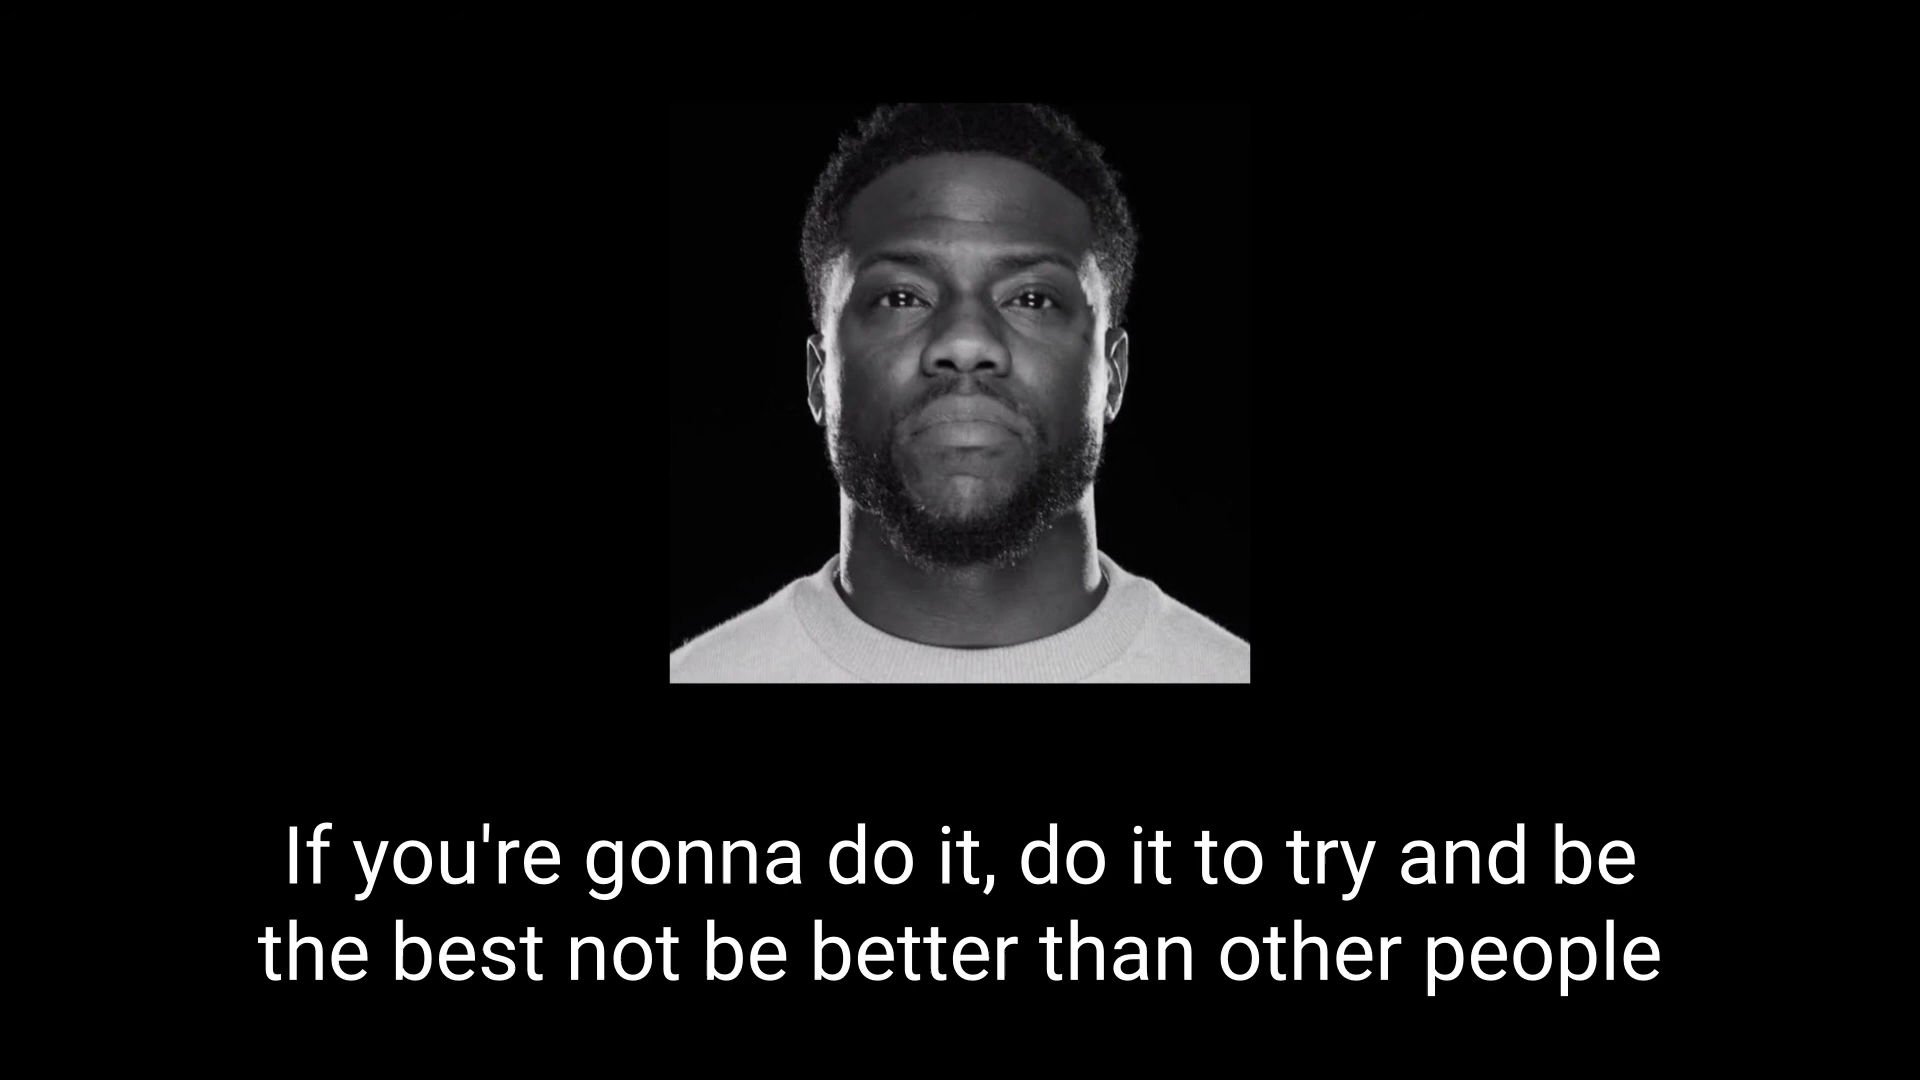 If you're gonna do it, do it to try and be
the best not be better than other people